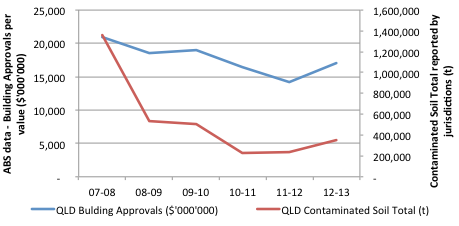 ABS data - Building Approvals per
value ($'000'000)
25,000
20,000
15,000
10,000
5,000
-
1,600,000
1,400,000
1,200,000
1,000,000
800,000
600,000
400,000
200,000
-
Contaminated Soil Total reported by
jurisdictions (t)
07-08 08-09 09-10 10-11 11-12 12-13
QLD Bulding Approvals ($'000'000) QLD Contaminated Soil Total (t)